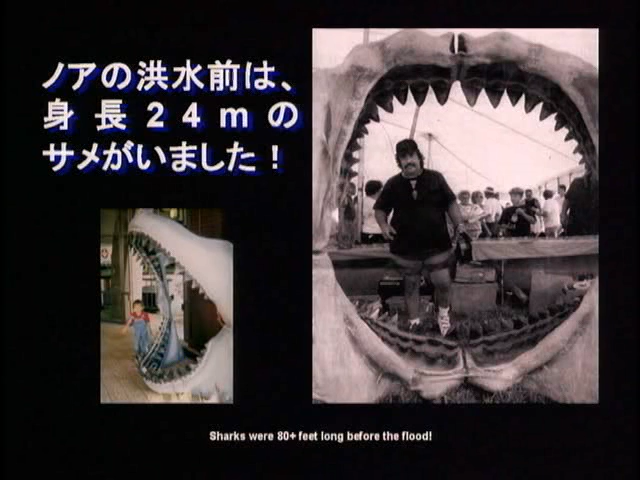 ノアの洪水前は、
身長24mの
サメがいました！
Sharks were 80+ feet long before the flood!